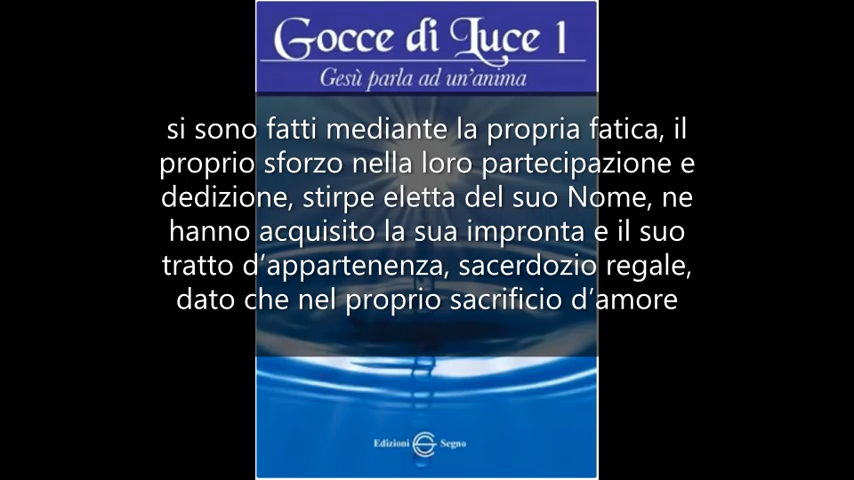 Gocce di Luce 1
Gesù parla ad un'anima
si sono fatti mediante la propria fatica, il
proprio sforzo nella loro partecipazione e
dedizione, stirpe eletta del suo Nome, ne
hanno acquisito la sua impronta e il suo
tratto d'appartenenza, sacerdozio regale,
dato che nel proprio sacrificio d'amore
Edizioni Segno